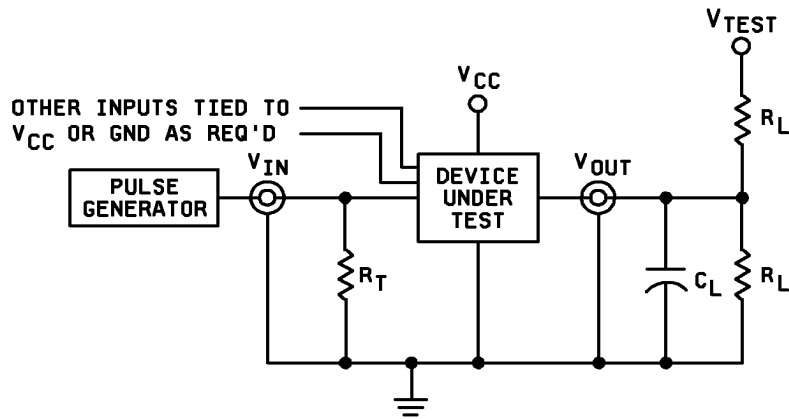 VTEST
VCC
OTHER INPUTS TIED TO
VCC OR GND AS REQ'D
RL
VIN
VOUT
PULSE
GENERATOR
DEVICE
UNDER
TEST
RT
CL
RL